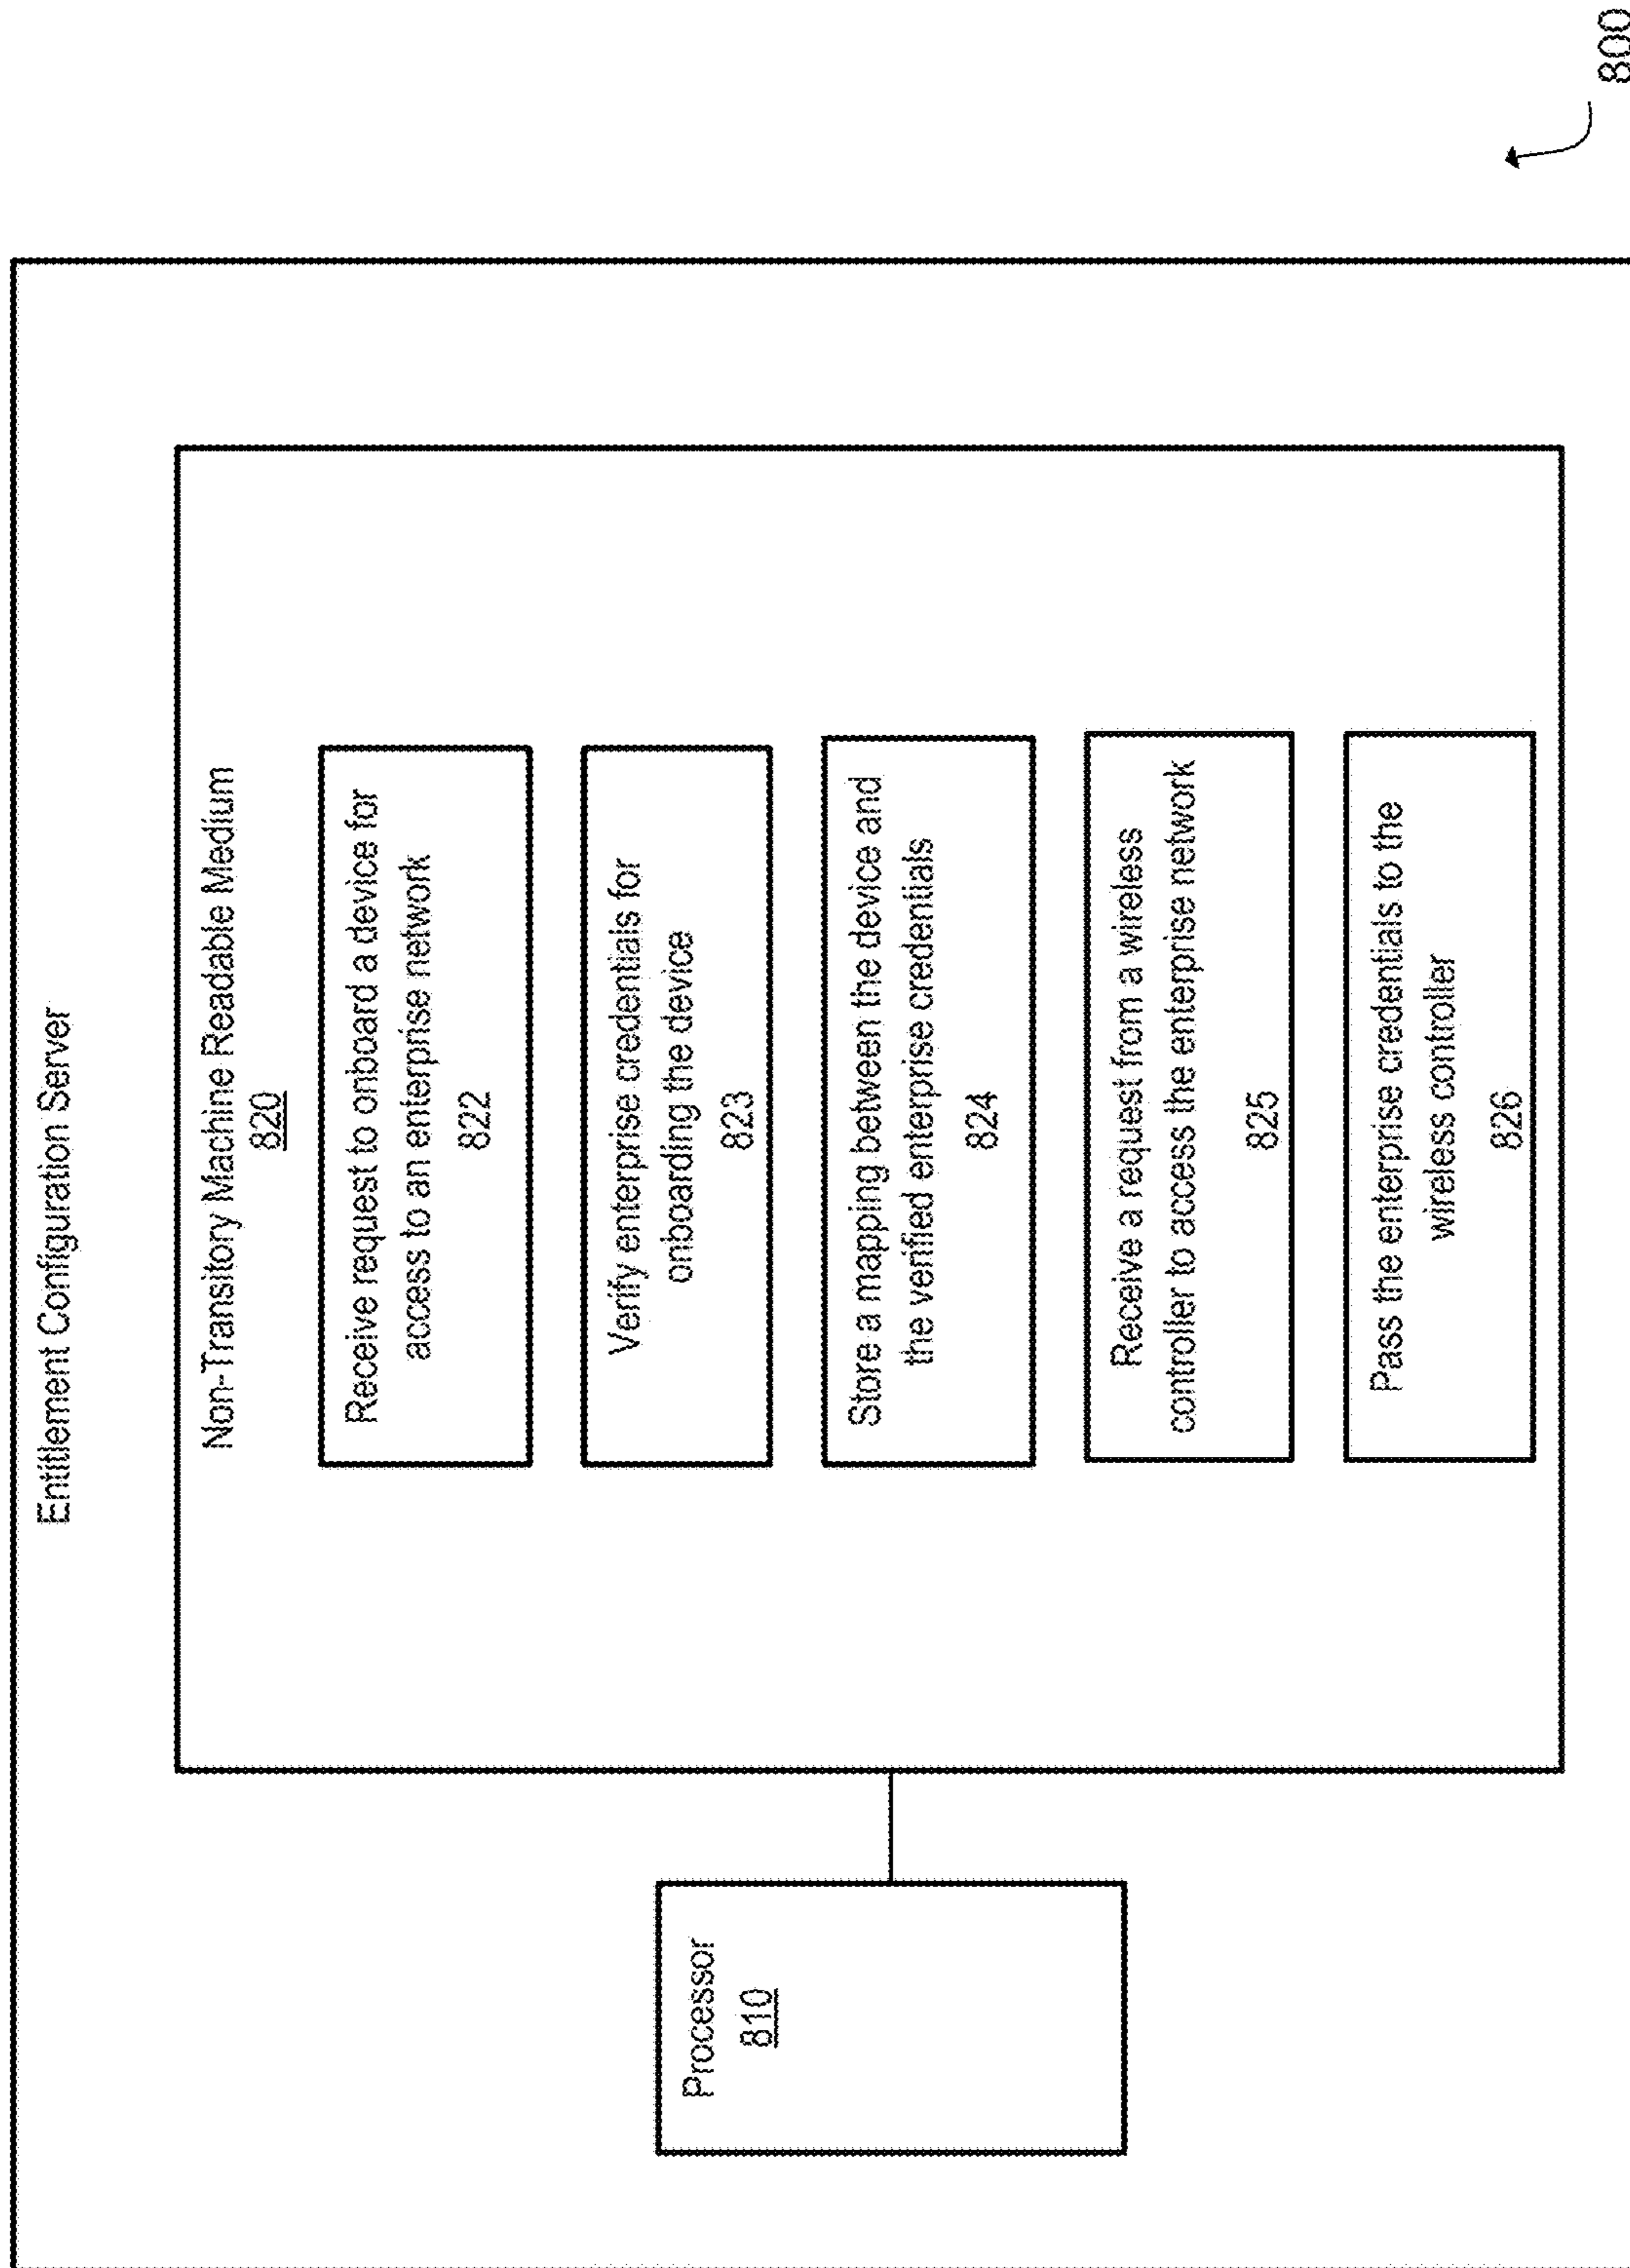 Entitlement Configuration Server
Processor
810
Non-Transitory Machine Readable Medium
820
Receive request to onboard a device for
access to an enterprise network
822
Verify enterprise credentials for
onboarding the device
823
Store a mapping between the device and
the verified enterprise credentials
824
Receive a request from a wireless
controller to access the enterprise network
825
Pass the enterprise credentials to the
wireless controller
826
800